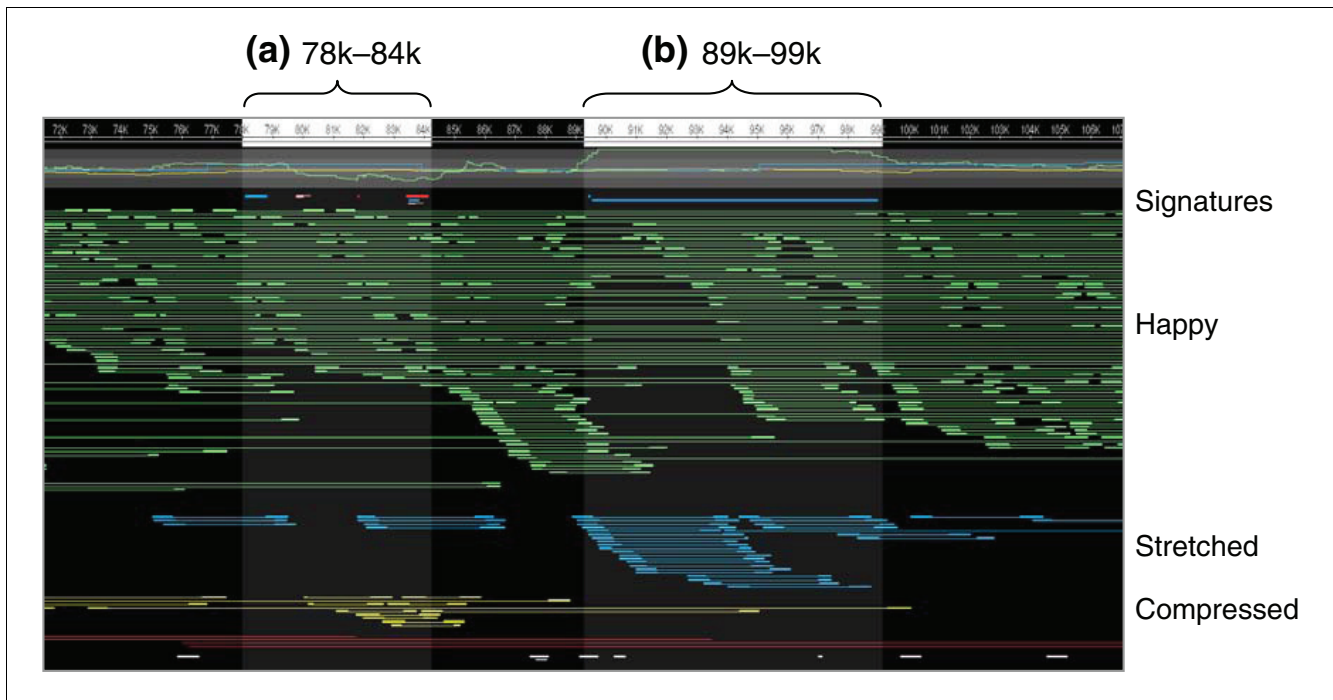 (a) 78k–84k
(b) 89k–99k
72K 73K 74K 75K 76K 77K 78K 79K 80K 81K 82K 83K 84K 85K 86K 87K 88K 89K 90K 91K 92K 93K 94K 95K 96K 97K 98K 99K 100K 101K 102K 103K 104K 105K 106K
Signatures
Happy
Stretched
Compressed